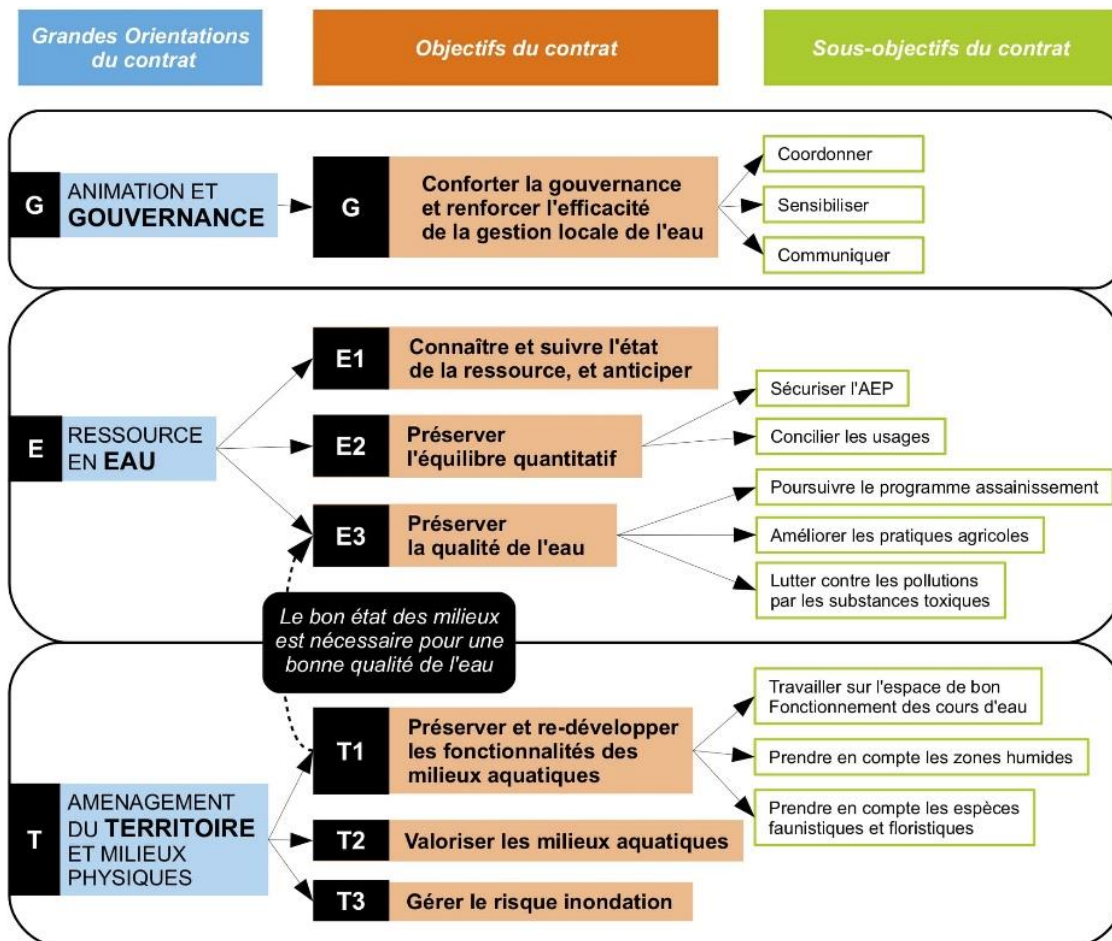 Grandes Orientations
du contrat
Objectifs du contrat
Sous-objectifs du contrat
G
ANIMATION ET
GOUVERNANCE
G
Conforter la gouvernance
et renforcer l'efficacité
de la gestion locale de l'eau
Coordonner
Sensibiliser
Communiquer
E
RESSOURCE
EN EAU
E1
Connaître et suivre l'état
de la ressource, et anticiper
E2
Préserver
l'équilibre quantitatif
Sécuriser l'AEP
Concilier les usages
E3
Préserver
la qualité de l'eau
Poursuivre le programme assainissement
Améliorer les pratiques agricoles
Lutter contre les pollutions
par les substances toxiques
Le bon état des milieux
est nécessaire pour une
bonne qualité de l'eau
T
AMENAGEMENT
DU TERRITOIRE
ET MILIEUX
PHYSIQUES
T1
Préserver et re-développer
les fonctionnalités des
milieux aquatiques
Travailler sur l'espace de bon
Fonctionnement des cours d'eau
Prendre en compte les zones humides
Prendre en compte les espèces
faunistiques et floristiques
T2
Valoriser les milieux aquatiques
T3
Gérer le risque inondation